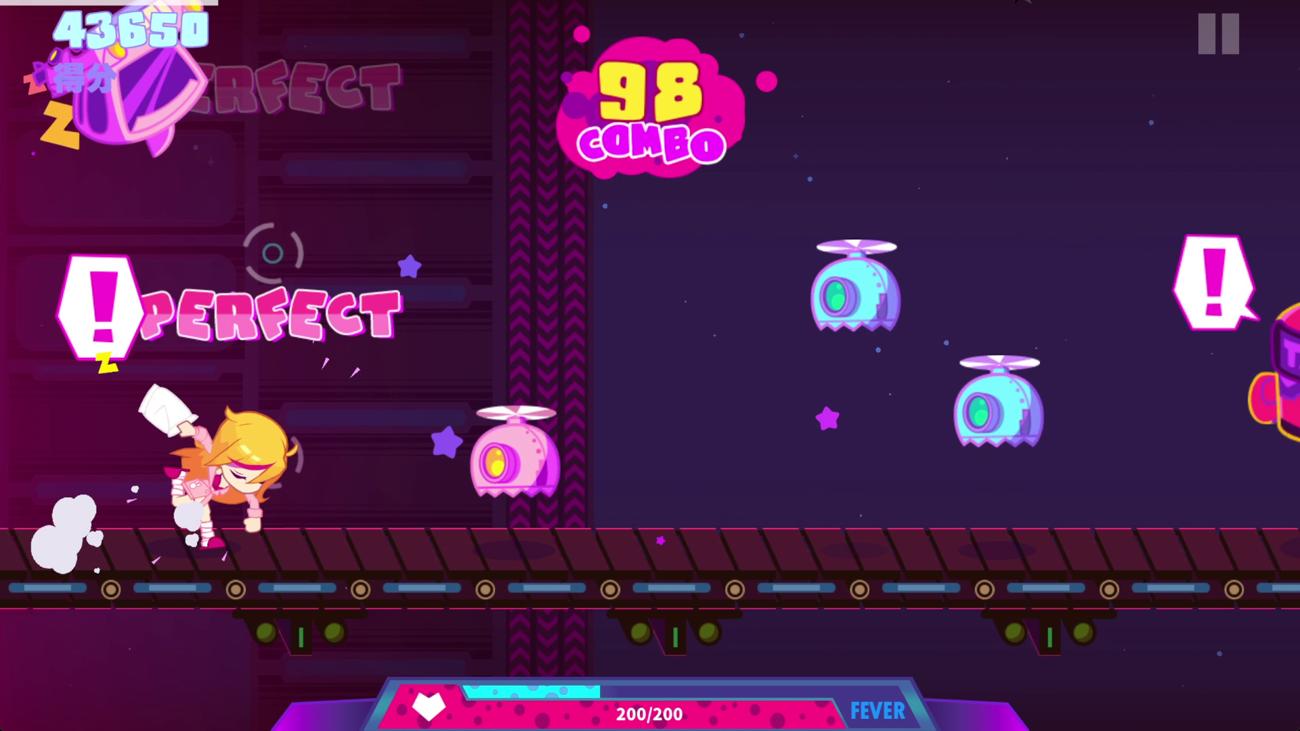 43650
得分
PERFECT
98
COMBO
!
!
PERFECT
Z
Z
200/200
FEVER